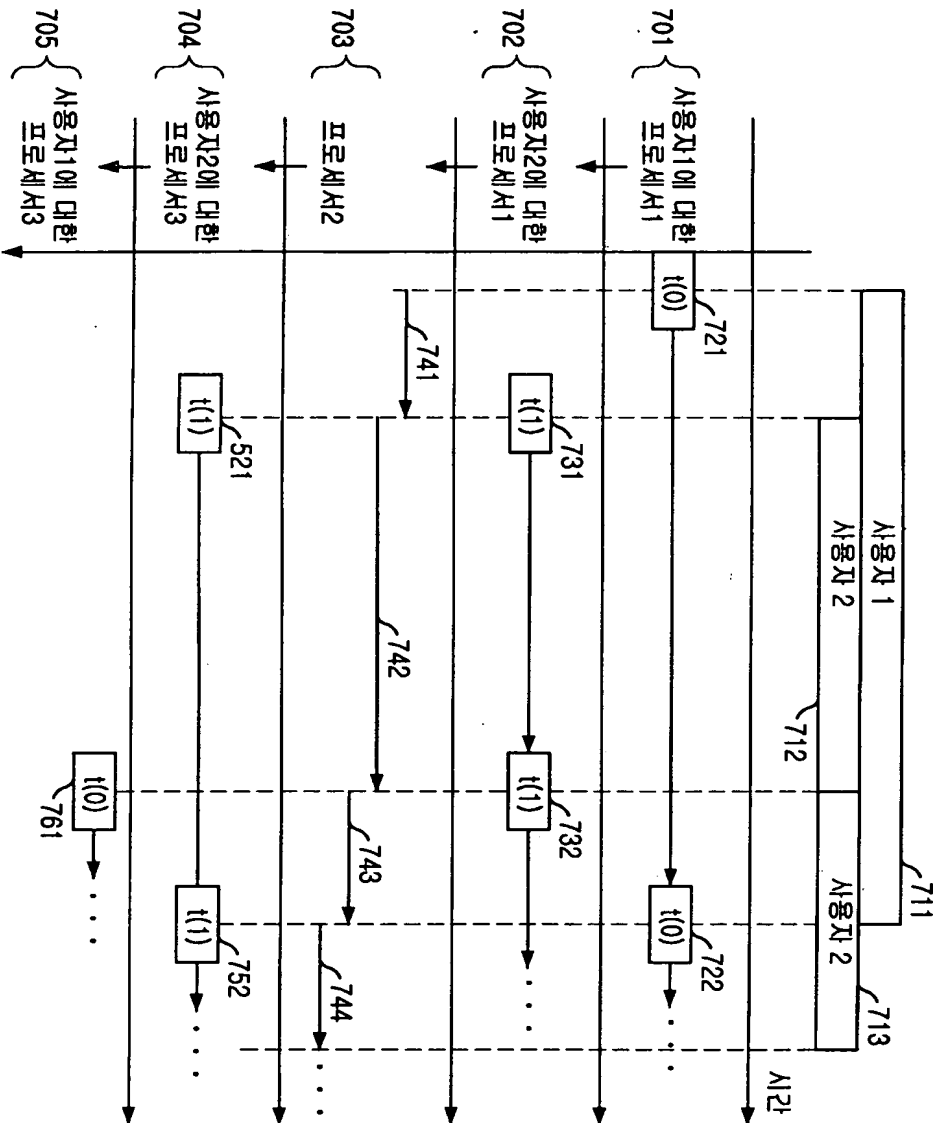 711
사용자 1
713
사용자 2
사용자 2
712
시간
721
722
701
사용자1에 대한
프로세서1
t(0)
t(0)
731
732
702
사용자2에 대한
프로세서1
t(1)
t(1)
741
742
743
744
703
프로세서2
521
752
704
사용자2에 대한
프로세서3
t(1)
t(1)
705
사용자1에 대한
프로세서3
t(0)
761